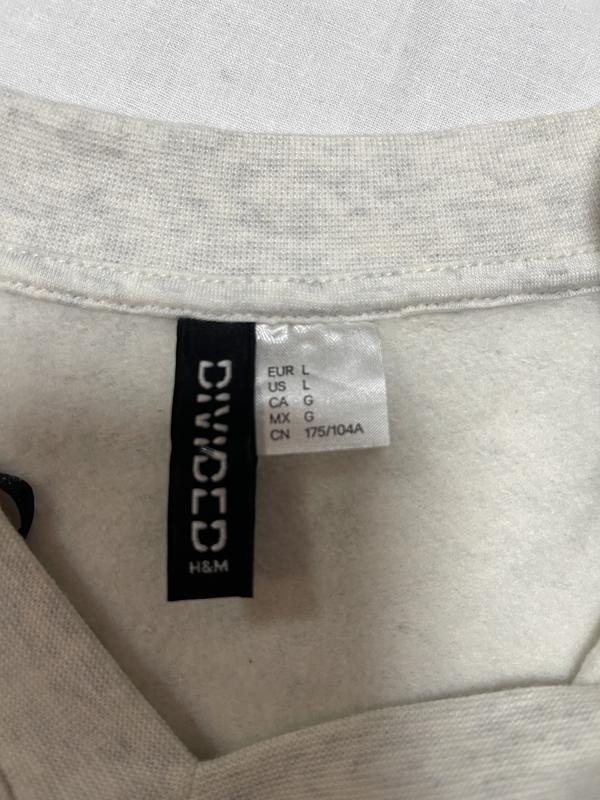 DIVIDED
H&M
EUR L
US L
CA G
MX G
CN 175/104A